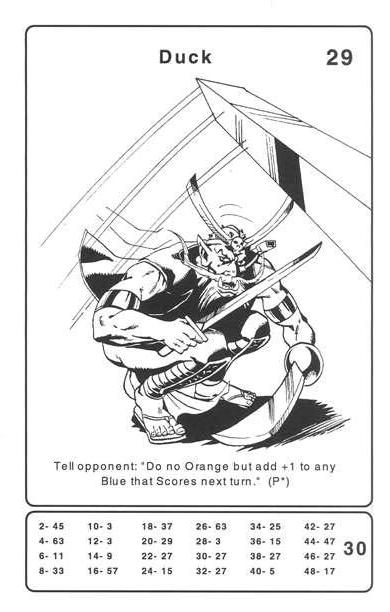 Duck 29
Tell opponent: "Do no Orange but add +1 to any
Blue that Scores next turn." (P*)
2- 45 10- 3 18- 37 26- 63 34- 25 42- 27
4- 63 12- 3 20- 29 28- 3 36- 15 44- 47
6- 11 14- 9 22- 27 30- 27 38- 27 46- 27
8- 33 16- 57 24- 15 32- 27 40- 5 48- 17
30